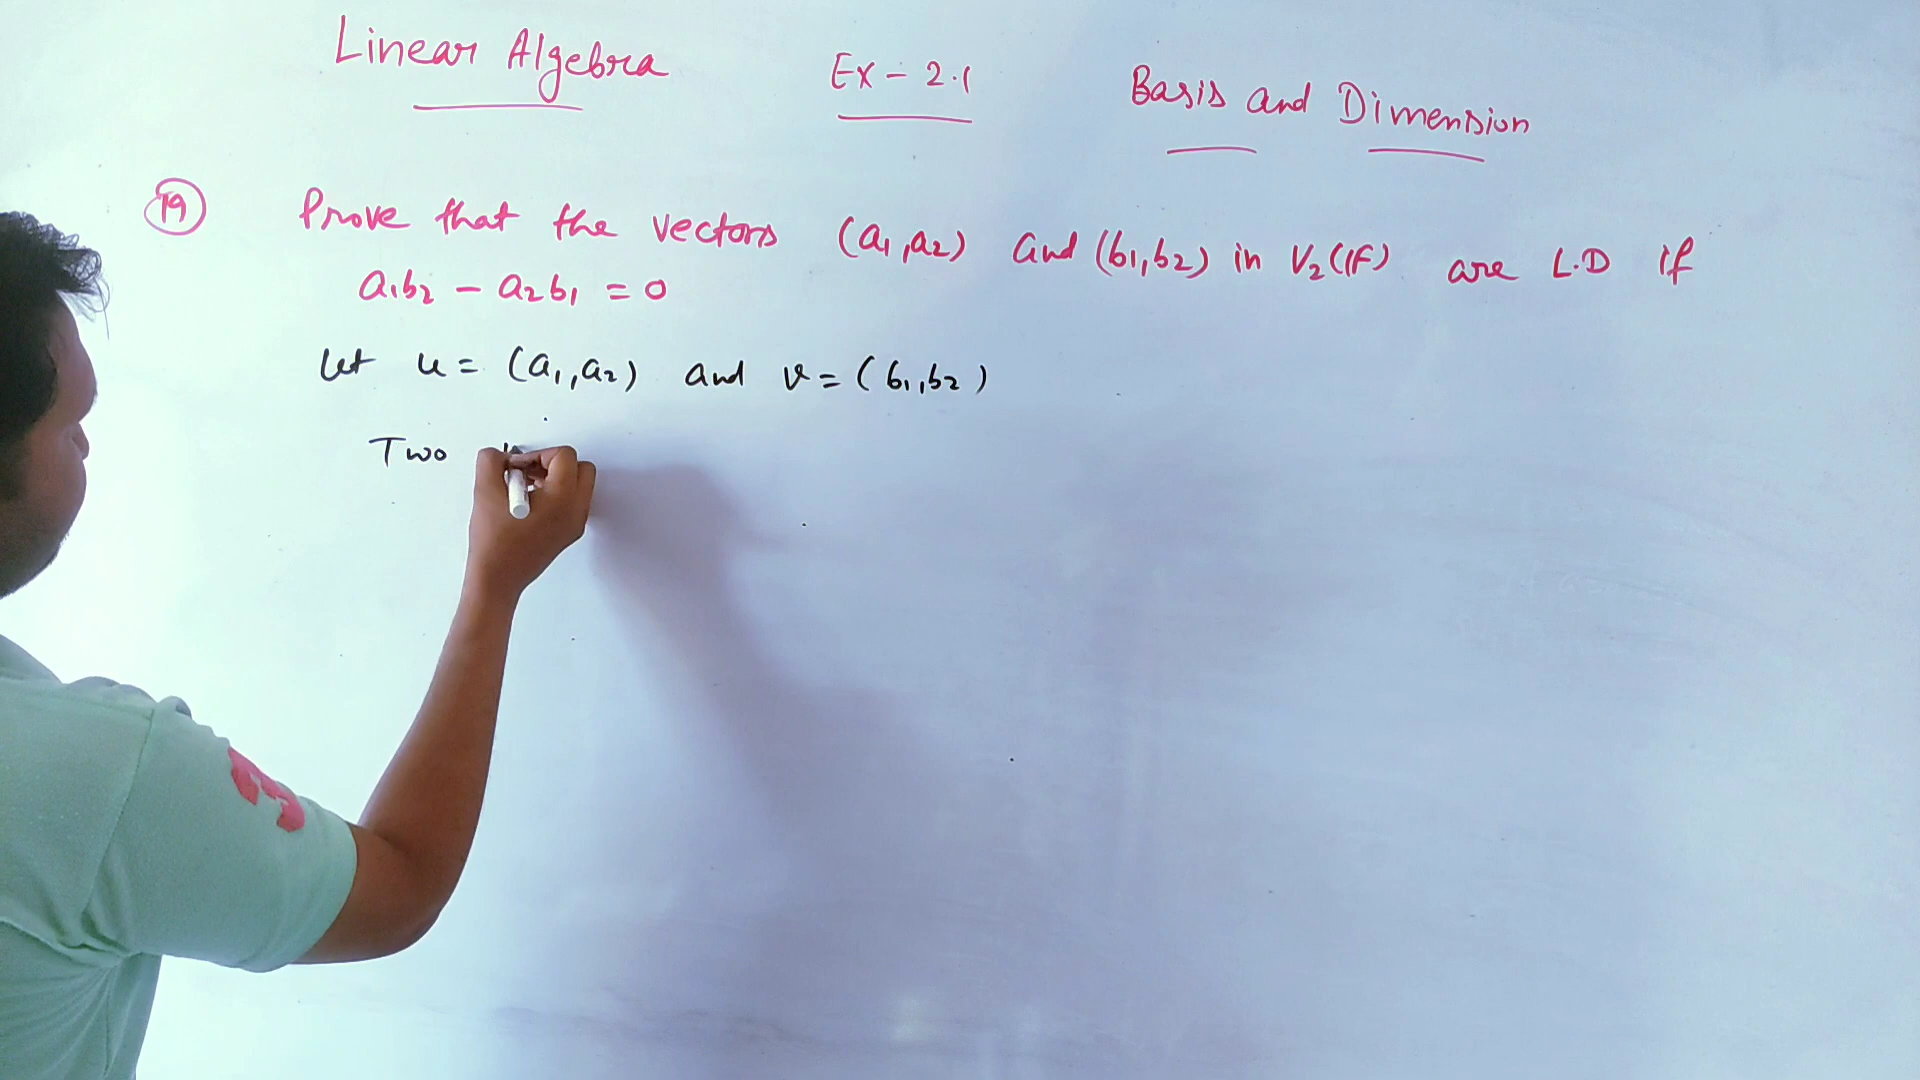 Linear Algebra Ex - 2.1 Basis and Dimension
19 Prove that the vectors (a1,a2) and (b1,b2) in V2(IF) are L.D if
a1b2 - a2b1 = 0
Let u = (a1,a2) and v = (b1,b2)
Two